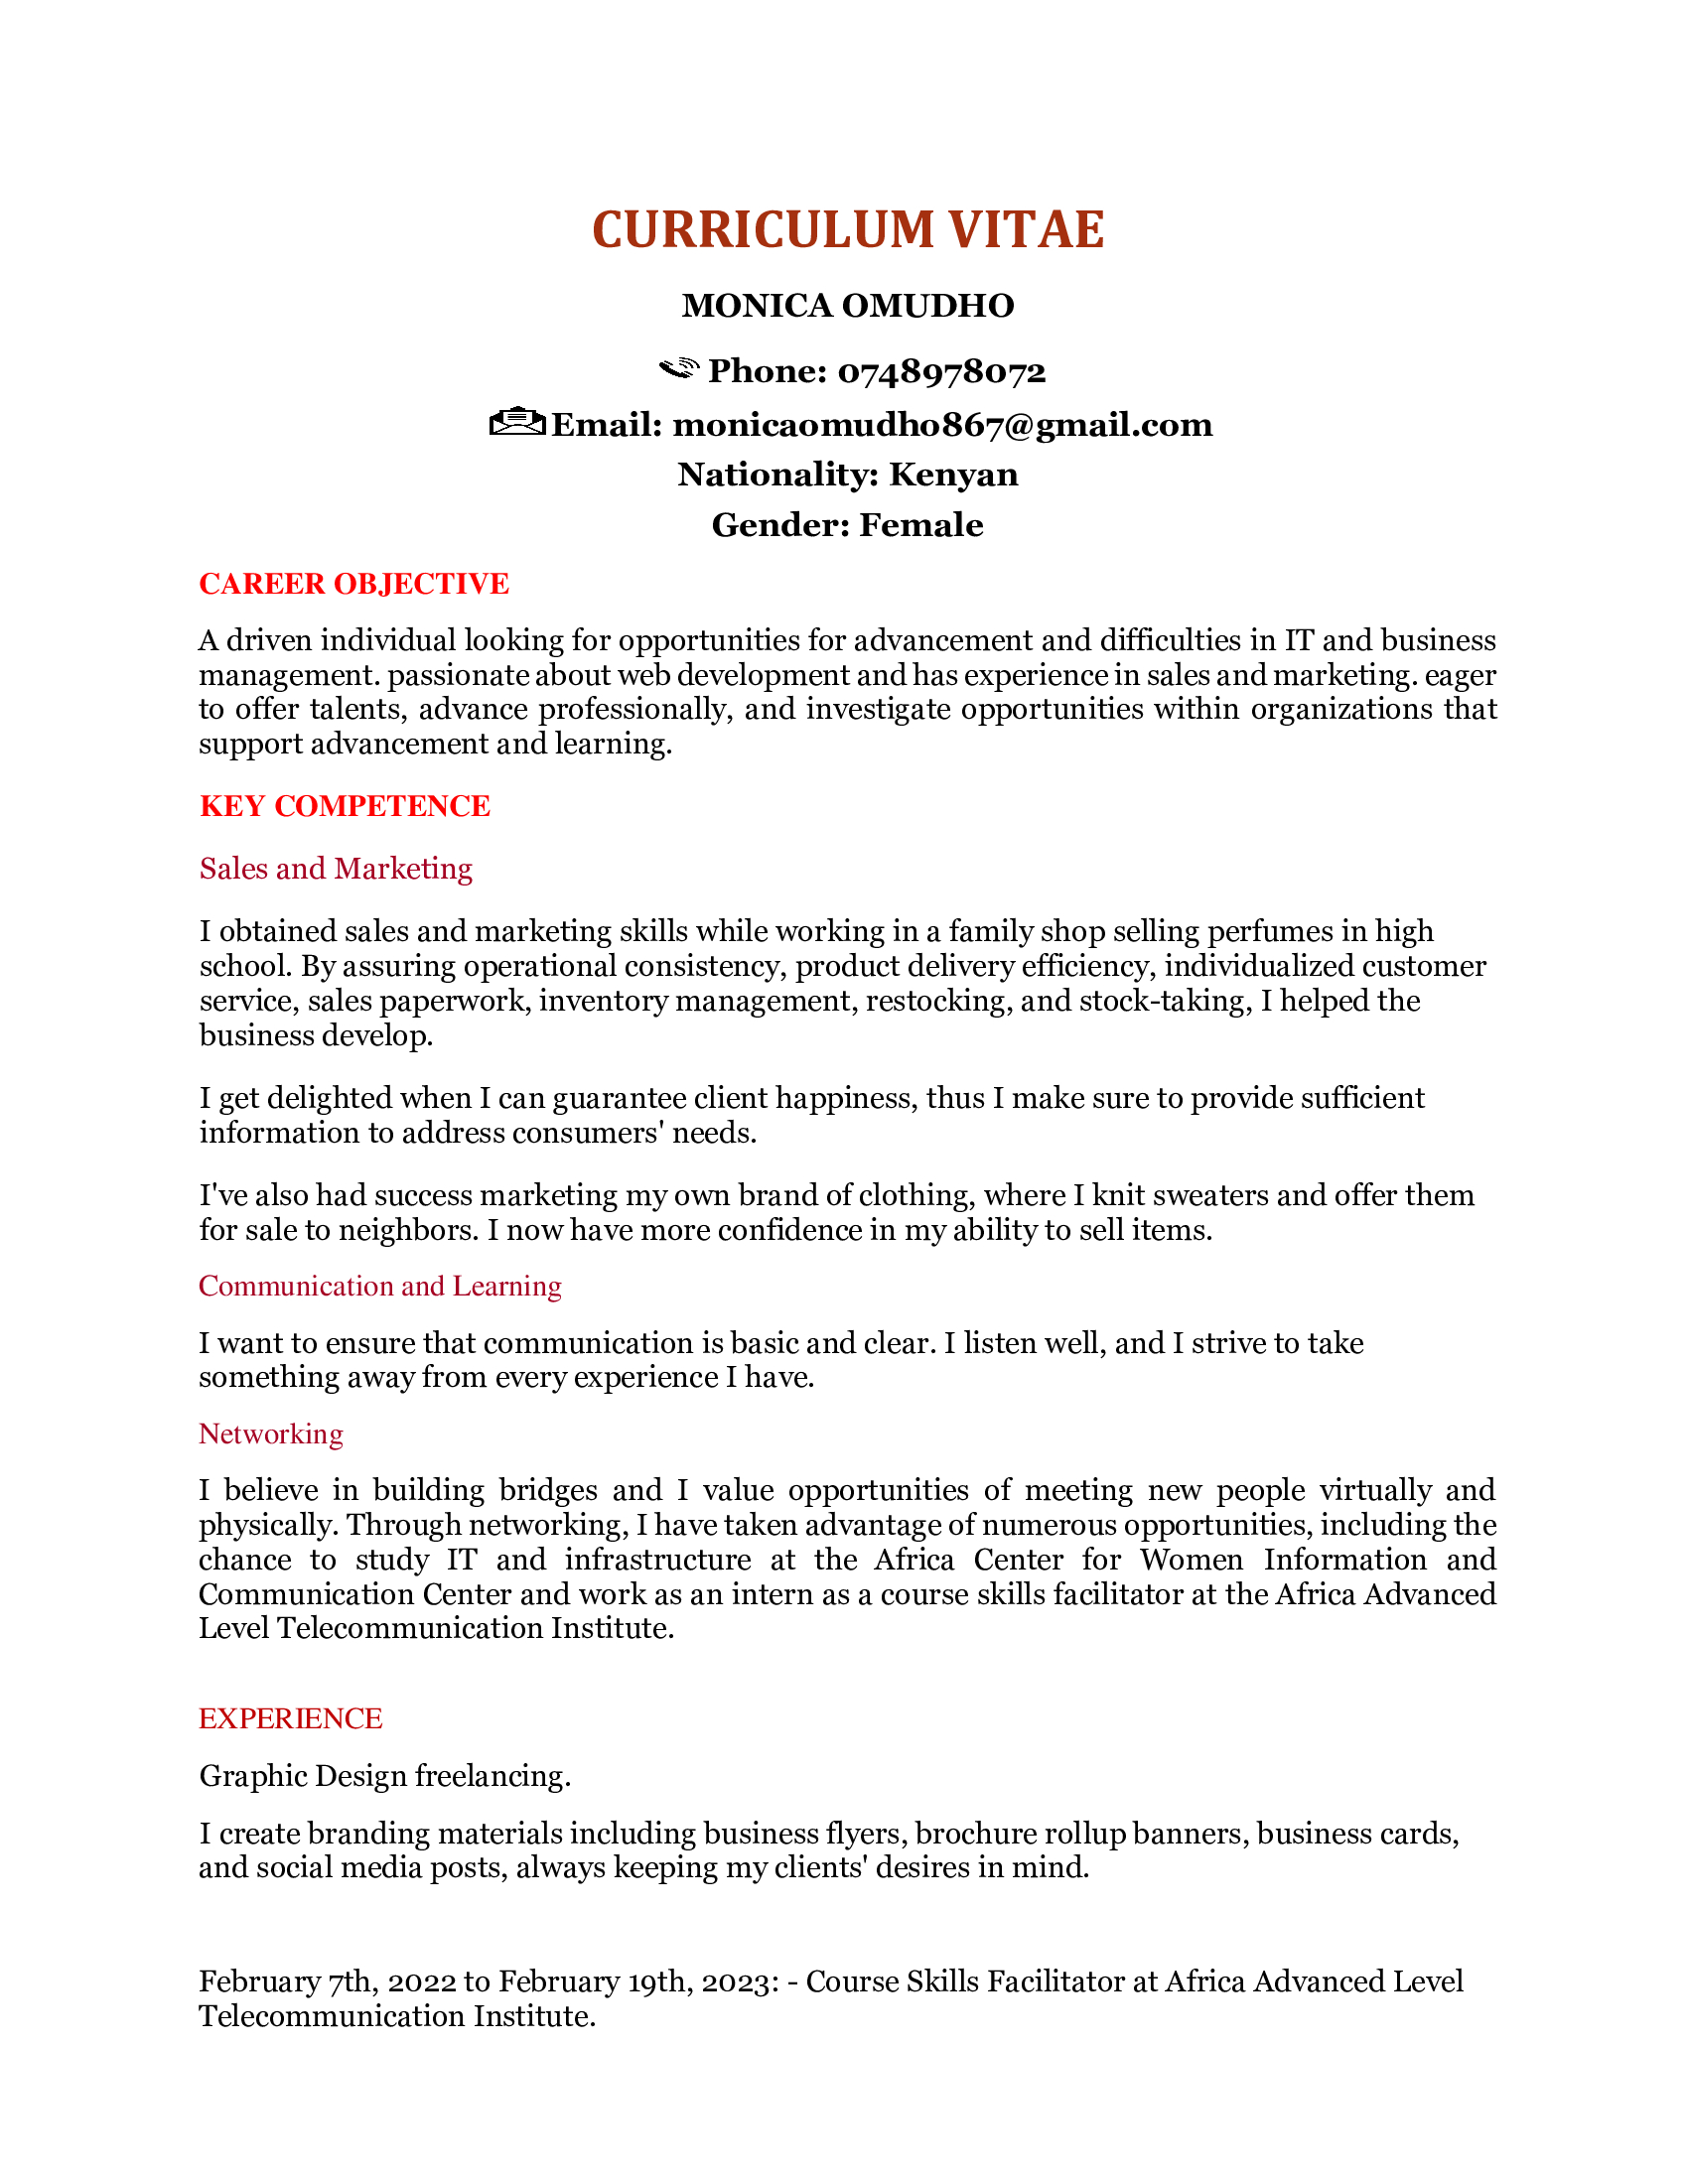 CURRICULUM VITAE
MONICA OMUDHO
Phone: 0748978072
Email: monicaomudho867@gmail.com
Nationality: Kenyan
Gender: Female
CAREER OBJECTIVE
A driven individual looking for opportunities for advancement and difficulties in IT and business
management. passionate about web development and has experience in sales and marketing. eager
to offer talents, advance professionally, and investigate opportunities within organizations that
support advancement and learning.
KEY COMPETENCE
Sales and Marketing
I obtained sales and marketing skills while working in a family shop selling perfumes in high
school. By assuring operational consistency, product delivery efficiency, individualized customer
service, sales paperwork, inventory management, restocking, and stock-taking, I helped the
business develop.
I get delighted when I can guarantee client happiness, thus I make sure to provide sufficient
information to address consumers' needs.
I've also had success marketing my own brand of clothing, where I knit sweaters and offer them
for sale to neighbors. I now have more confidence in my ability to sell items.
Communication and Learning
I want to ensure that communication is basic and clear. I listen well, and I strive to take
something away from every experience I have.
Networking
I believe in building bridges and I value opportunities of meeting new people virtually and
physically. Through networking, I have taken advantage of numerous opportunities, including the
chance to study IT and infrastructure at the Africa Center for Women Information and
Communication Center and work as an intern as a course skills facilitator at the Africa Advanced
Level Telecommunication Institute.
EXPERIENCE
Graphic Design freelancing.
I create branding materials including business flyers, brochure rollup banners, business cards,
and social media posts, always keeping my clients' desires in mind.
February 7th, 2022 to February 19th, 2023: - Course Skills Facilitator at Africa Advanced Level
Telecommunication Institute.